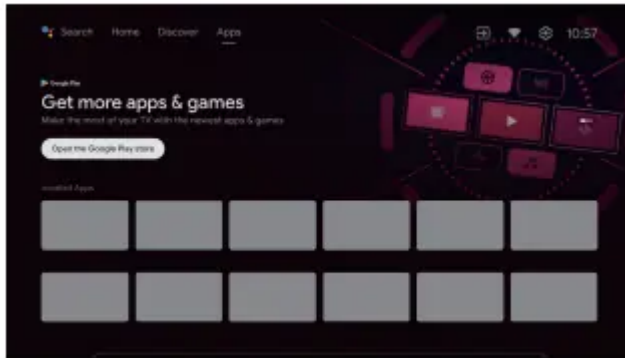 Search Home Discover Apps 10:57
Google Play
Get more apps & games
Make the most of your TV with the newest apps & games
Open the Google Play store
Installed Apps